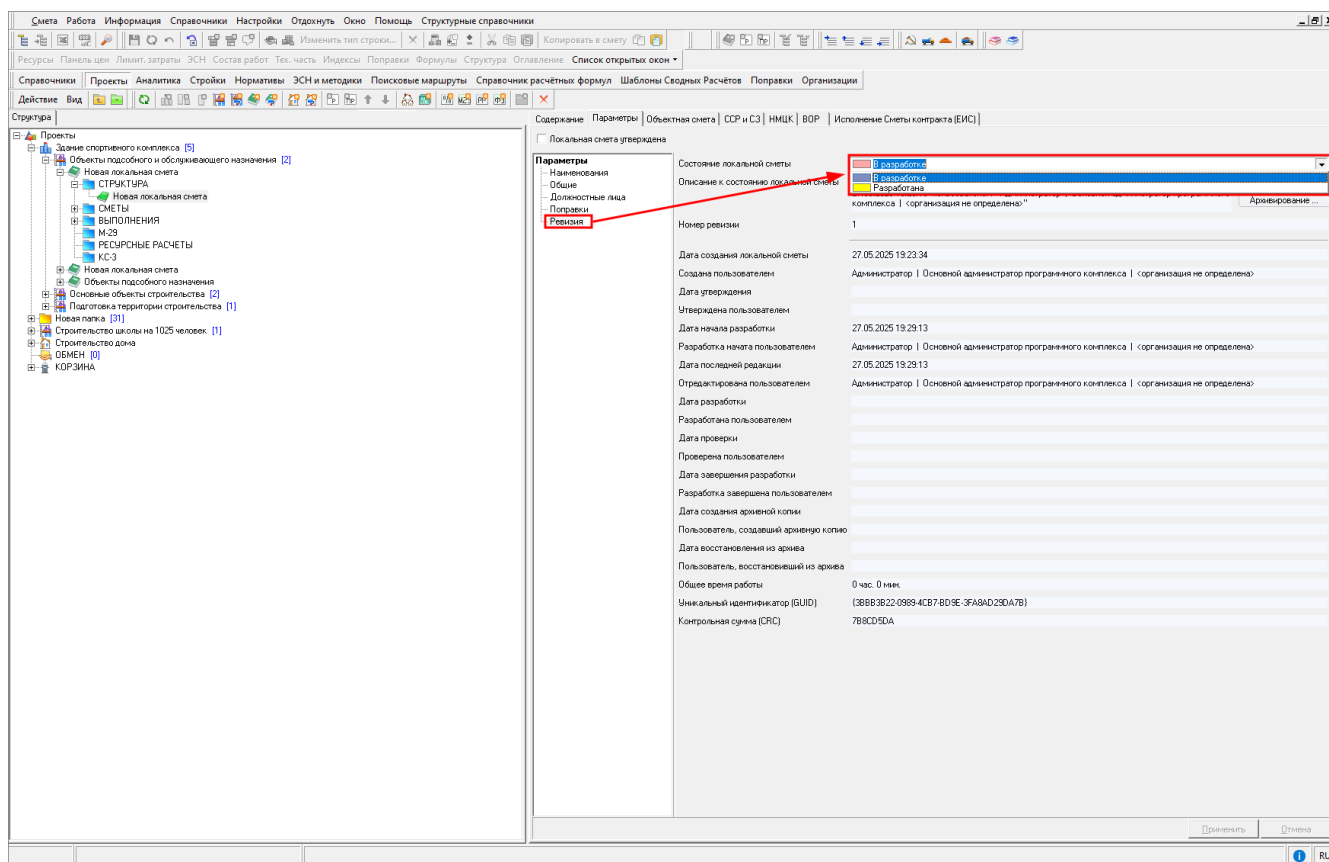 Смета Работа Информация Справочники Настройки Отдохнуть Окно Помощь Структурные справочники
Изменить тип строки... Копировать в смету
Ресурсы Панель цен Лимит. затраты ЭСН Состав работ Тех. часть Индексы Поправки Формулы Структура Оглавление Список открытых окон
Справочники Проекты Аналитика Стройки Нормативы ЭСН и методики Поисковые маршруты Справочник расчётных формул Шаблоны Сводных Расчётов Поправки Организации
Действие Вид
Структура
Проекты
Здание спортивного комплекса [5]
Объекты подсобного и обслуживающего назначения [2]
Новая локальная смета
СТРУКТУРА
Новая локальная смета
СМЕТЫ
ВЫПОЛНЕНИЯ
М-29
РЕСУРСНЫЕ РАСЧЕТЫ
КС-3
Новая локальная смета
Объекты подсобного назначения
Основные объекты строительства [2]
Подготовка территории строительства [1]
Новая папка [31]
Строительство школы на 1025 человек [1]
Строительство дома
ОБМЕН [0]
КОРЗИНА
Содержание Параметры Объектная смета ССР и СЗ НМЦК ВОР Исполнение Сметы контракта (ЕИС)
Локальная смета утверждена
Параметры
Наименования
Общие
Должностные лица
Поправки
Ревизия
Состояние локальной сметы В разработке
В разработке
Разработана
Описание к состоянию локальной сметы
комплекса | <организация не определена>" Архивирование ...
Номер ревизии 1
Дата создания локальной сметы 27.05.2025 19:23:34
Создана пользователем Администратор | Основной администратор программного комплекса | <организация не определена>
Дата утверждения
Утверждена пользователем
Дата начала разработки 27.05.2025 19:29:13
Разработка начата пользователем Администратор | Основной администратор программного комплекса | <организация не определена>
Дата последней редакции 27.05.2025 19:29:13
Отредактирована пользователем Администратор | Основной администратор программного комплекса | <организация не определена>
Дата разработки
Разработана пользователем
Дата проверки
Проверена пользователем
Дата завершения разработки
Разработка завершена пользователем
Дата создания архивной копии
Пользователь, создавший архивную копию
Дата восстановления из архива
Пользователь, восстановивший из архива
Общее время работы 0 час. 0 мин.
Уникальный идентификатор (GUID) {3BBB3B22-0989-4CB7-BD9E-3FA8AD29DA7B}
Контрольная сумма (CRC) 7B8CD5DA
Применить Отмена
RU